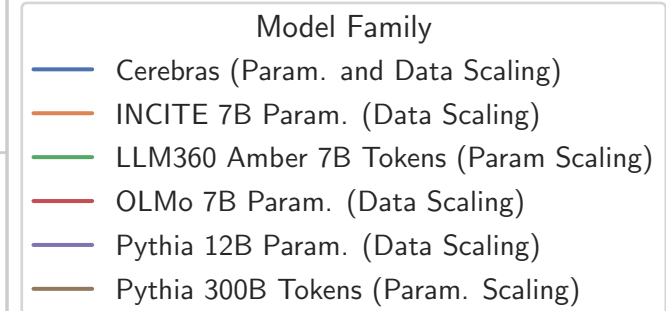 Model Family
Cerebras (Param. and Data Scaling)
INCITE 7B Param. (Data Scaling)
LLM360 Amber 7B Tokens (Param Scaling)
OLMo 7B Param. (Data Scaling)
Pythia 12B Param. (Data Scaling)
Pythia 300B Tokens (Param. Scaling)